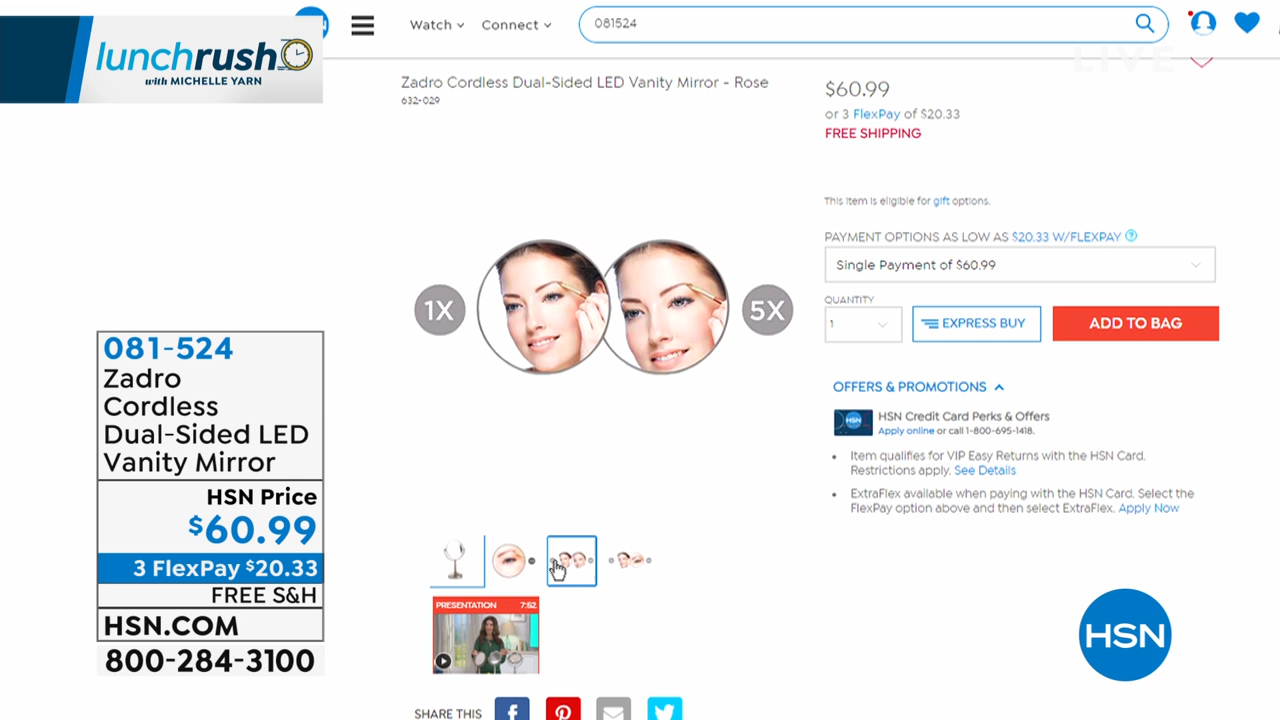 lunchrush
with MICHELLE YARN
Watch
Connect
081524
LIVE
Zadro Cordless Dual-Sided LED Vanity Mirror - Rose
632-029
$60.99
or 3 FlexPay of $20.33
FREE SHIPPING
This item is eligible for gift options.
PAYMENT OPTIONS AS LOW AS $20.33 W/FLEXPAY ?
Single Payment of $60.99
QUANTITY
1
EXPRESS BUY
ADD TO BAG
1X
5X
OFFERS & PROMOTIONS
HSN
HSN Credit Card Perks & Offers
Apply online or call 1-800-695-1418.
• Item qualifies for VIP Easy Returns with the HSN Card.
Restrictions apply. See Details
• ExtraFlex available when paying with the HSN Card. Select the
FlexPay option above and then select ExtraFlex. Apply Now
081-524
Zadro
Cordless
Dual-Sided LED
Vanity Mirror
HSN Price
$60.99
3 FlexPay $20.33
FREE S&H
HSN.COM
800-284-3100
PRESENTATION 7:52
SHARE THIS
HSN